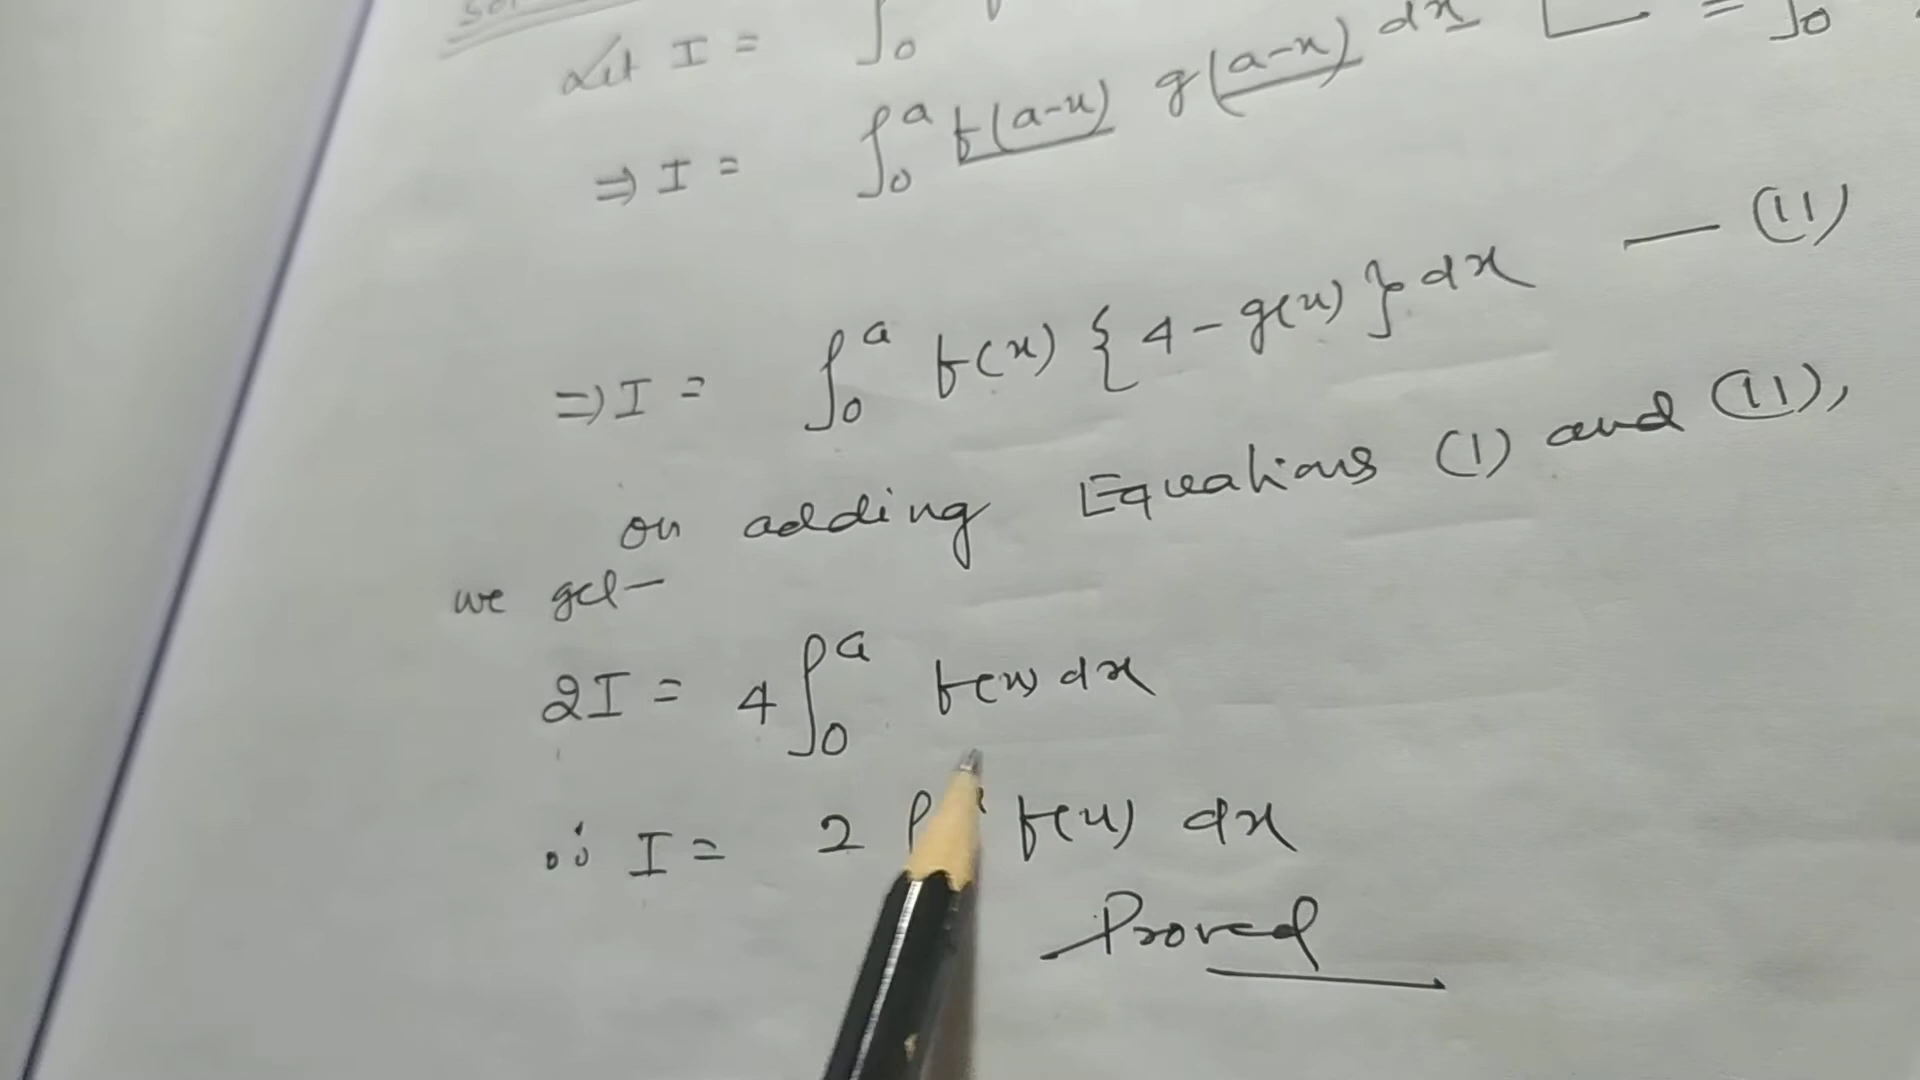 Let I = ∫₀
⇒ I = ∫₀ᵃ f(a-x) g(a-x) dx = ∫₀
⇒ I = ∫₀ᵃ f(x) { 4 - g(x) } dx — (II)
on adding Equations (I) and (II),
we get
2I = 4 ∫₀ᵃ f(x) dx
∴ I = 2 ∫ f(x) dx
Proved